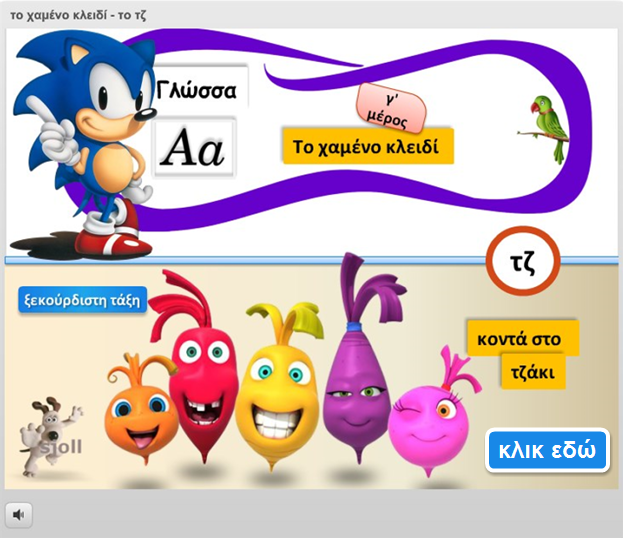 το χαμένο κλειδί - το τζ
Γλώσσα
Αα
γ'
μέρος
Το χαμένο κλειδί
τζ
ξεκούρδιστη τάξη
κοντά στο
τζάκι
sjoll
κλικ εδώ